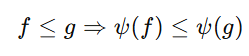 f ≤ g ⇒ ψ(f) ≤ ψ(g)